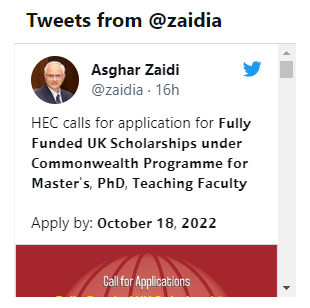 Tweets from @zaidia
Asghar Zaidi
@zaidia · 16h
HEC calls for application for Fully
Funded UK Scholarships under
Commonwealth Programme for
Master's, PhD, Teaching Faculty
Apply by: October 18, 2022
Call for Applications